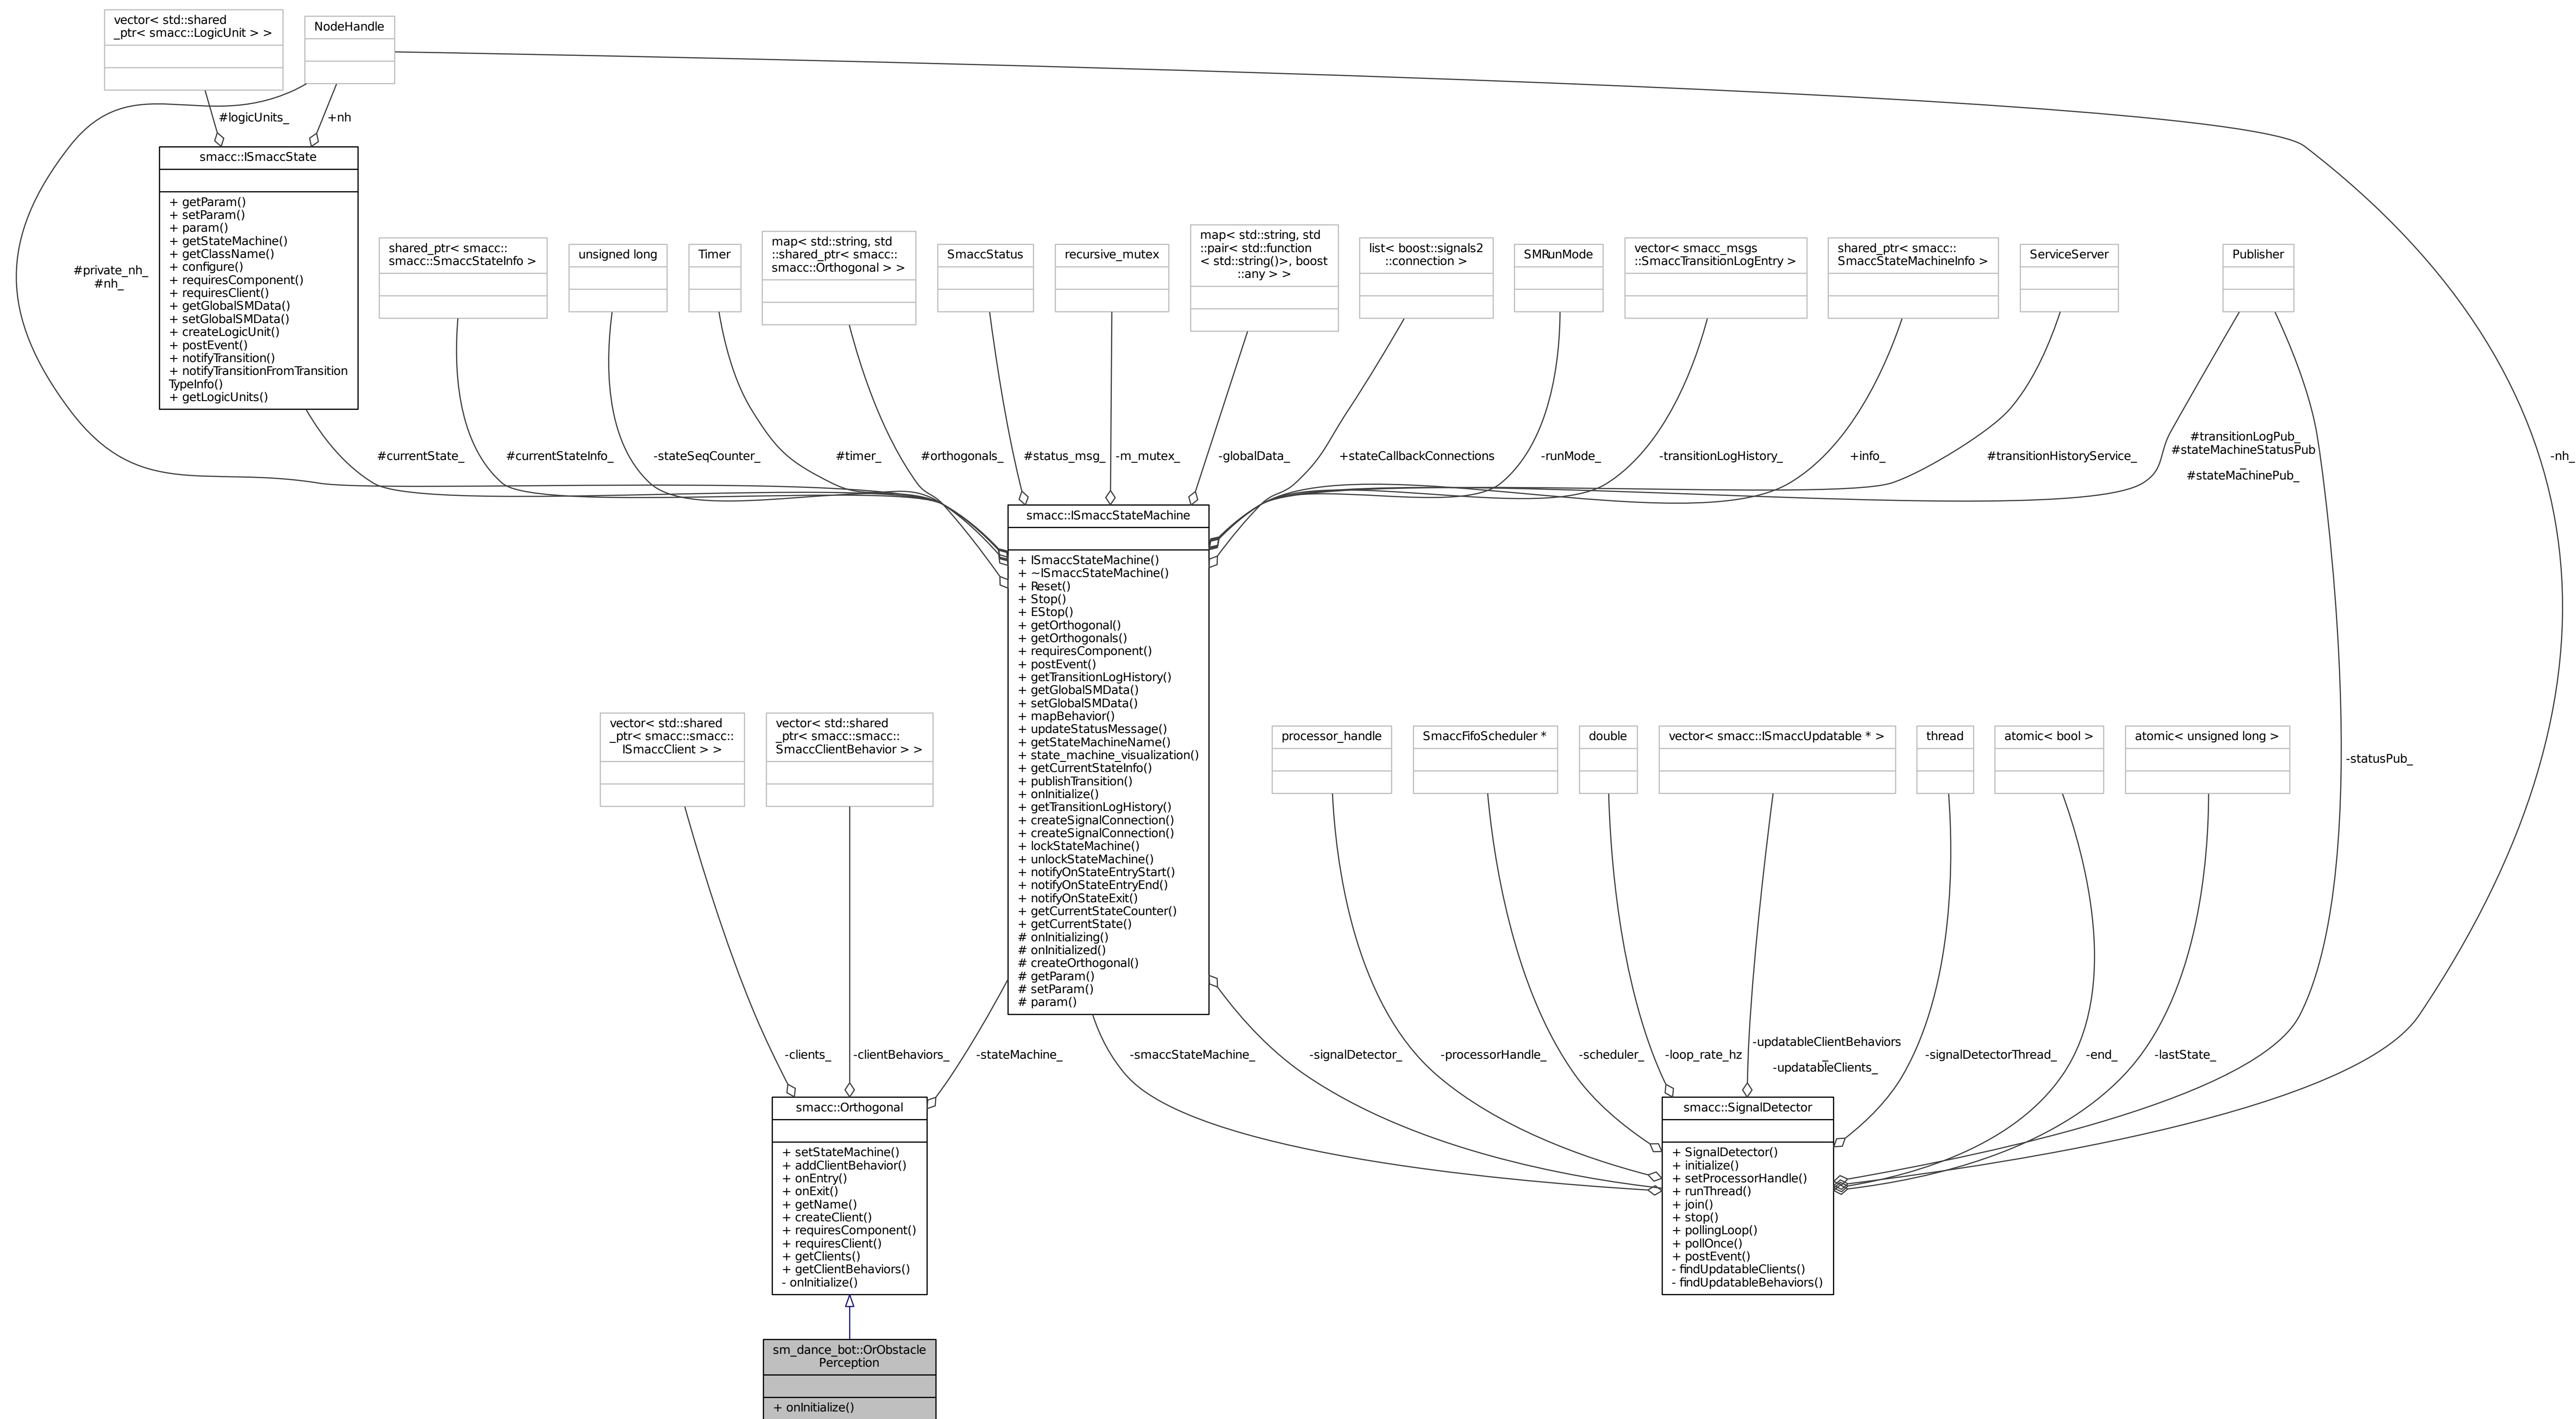 vector< std::shared
_ptr< smacc::LogicUnit > >
NodeHandle
#logicUnits_
+nh
smacc::ISmaccState
+ getParam()
+ setParam()
+ param()
+ getStateMachine()
+ getClassName()
+ configure()
+ requiresComponent()
+ requiresClient()
+ getGlobalSMData()
+ setGlobalSMData()
+ createLogicUnit()
+ postEvent()
+ notifyTransition()
+ notifyTransitionFromTransition
TypeInfo()
+ getLogicUnits()
#private_nh_
#nh_
shared_ptr< smacc::
smacc::SmaccStateInfo >
unsigned long
Timer
map< std::string, std
::shared_ptr< smacc::
smacc::Orthogonal > >
SmaccStatus
recursive_mutex
map< std::string, std
::pair< std::function
< std::string()>, boost
::any > >
list< boost::signals2
::connection >
SMRunMode
vector< smacc_msgs
::SmaccTransitionLogEntry >
shared_ptr< smacc::
SmaccStateMachineInfo >
ServiceServer
Publisher
#currentState_
#currentStateInfo_
-stateSeqCounter_
#timer_
#orthogonals_
#status_msg_
-m_mutex_
-globalData_
+stateCallbackConnections
-runMode_
-transitionLogHistory_
+info_
#transitionHistoryService_
#transitionLogPub_
#stateMachineStatusPub
_
#stateMachinePub_
-nh_
smacc::ISmaccStateMachine
+ ISmaccStateMachine()
+ ~ISmaccStateMachine()
+ Reset()
+ Stop()
+ EStop()
+ getOrthogonal()
+ getOrthogonals()
+ requiresComponent()
+ postEvent()
+ getTransitionLogHistory()
+ getGlobalSMData()
+ setGlobalSMData()
+ mapBehavior()
+ updateStatusMessage()
+ getStateMachineName()
+ state_machine_visualization()
+ getCurrentStateInfo()
+ publishTransition()
+ onInitialize()
+ getTransitionLogHistory()
+ createSignalConnection()
+ createSignalConnection()
+ lockStateMachine()
+ unlockStateMachine()
+ notifyOnStateEntryStart()
+ notifyOnStateEntryEnd()
+ notifyOnStateExit()
+ getCurrentStateCounter()
+ getCurrentState()
# onInitializing()
# onInitialized()
# createOrthogonal()
# getParam()
# setParam()
# param()
vector< std::shared
_ptr< smacc::smacc::
ISmaccClient > >
vector< std::shared
_ptr< smacc::smacc::
SmaccClientBehavior > >
processor_handle
SmaccFifoScheduler *
double
vector< smacc::ISmaccUpdatable * >
thread
atomic< bool >
atomic< unsigned long >
-statusPub_
-clients_
-clientBehaviors_
-stateMachine_
-smaccStateMachine_
-signalDetector_
-processorHandle_
-scheduler_
-loop_rate_hz
-updatableClientBehaviors
_
-updatableClients_
-signalDetectorThread_
-end_
-lastState_
smacc::Orthogonal
+ setStateMachine()
+ addClientBehavior()
+ onEntry()
+ onExit()
+ getName()
+ createClient()
+ requiresComponent()
+ requiresClient()
+ getClients()
+ getClientBehaviors()
- onInitialize()
smacc::SignalDetector
+ SignalDetector()
+ initialize()
+ setProcessorHandle()
+ runThread()
+ join()
+ stop()
+ pollingLoop()
+ pollOnce()
+ postEvent()
- findUpdatableClients()
- findUpdatableBehaviors()
sm_dance_bot::OrObstacle
Perception
+ onInitialize()